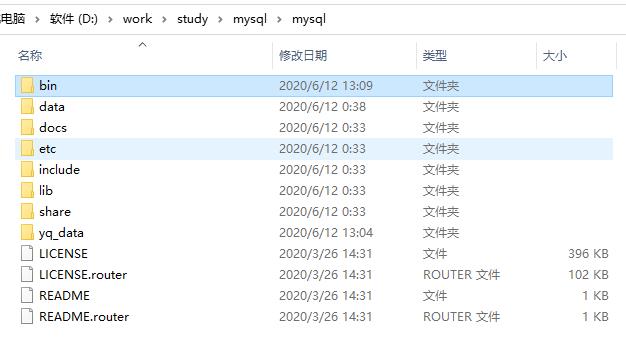 电脑 › 软件 (D:) › work › study › mysql › mysql
名称 修改日期 类型 大小
bin 2020/6/12 13:09 文件夹
data 2020/6/12 0:38 文件夹
docs 2020/6/12 0:33 文件夹
etc 2020/6/12 0:33 文件夹
include 2020/6/12 0:33 文件夹
lib 2020/6/12 0:33 文件夹
share 2020/6/12 0:33 文件夹
yq_data 2020/6/12 13:04 文件夹
LICENSE 2020/3/26 14:31 文件 396 KB
LICENSE.router 2020/3/26 14:31 ROUTER 文件 102 KB
README 2020/3/26 14:31 文件 1 KB
README.router 2020/3/26 14:31 ROUTER 文件 1 KB